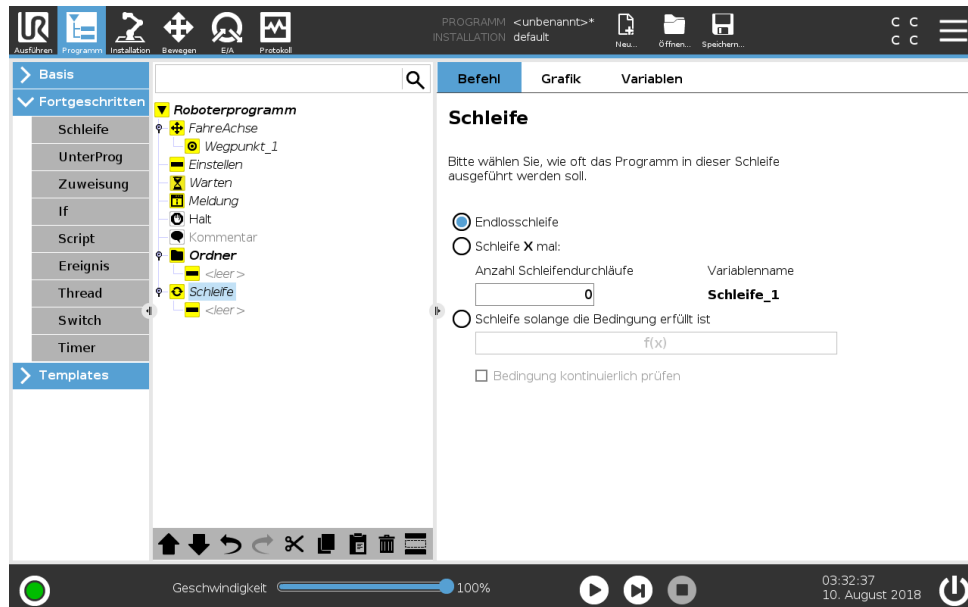 PROGRAMM <unbenannt>*
INSTALLATION default
Ausführen Programm Installation Bewegen E/A Protokoll
Neu... Öffnen... Speichern...
C C
C C
Basis
Fortgeschritten
Schleife
UnterProg
Zuweisung
If
Script
Ereignis
Thread
Switch
Timer
Templates
Roboterprogramm
FahreAchse
Wegpunkt_1
Einstellen
Warten
Meldung
Halt
Kommentar
Ordner
<leer>
Schleife
<leer>
Befehl Grafik Variablen
Schleife
Bitte wählen Sie, wie oft das Programm in dieser Schleife
ausgeführt werden soll.
Endlosschleife
Schleife X mal:
Anzahl Schleifendurchläufe Variablenname
0 Schleife_1
Schleife solange die Bedingung erfüllt ist
f(x)
Bedingung kontinuierlich prüfen
Geschwindigkeit 100%
03:32:37
10. August 2018